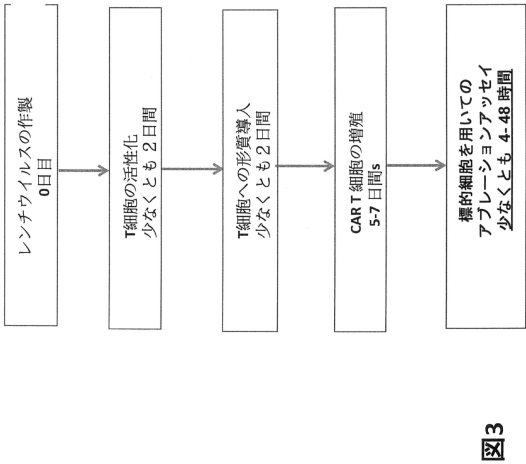 レンチウイルスの作製
0日目
T細胞の活性化
少なくとも 2 日間
T細胞への形質導入
少なくとも2日間
CAR T 細胞の増殖
5-7 日間s
標的細胞を用いての
アブレーションアッセイ
少なくとも 4-48 時間
図3